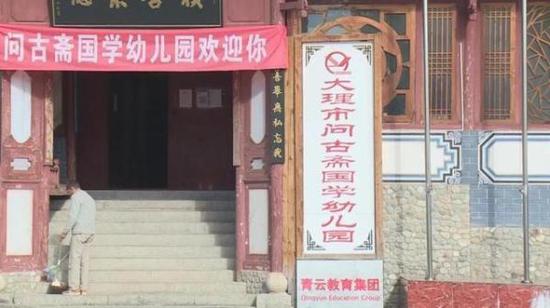 问古斋国学幼儿园欢迎你
大理市问古斋国学幼儿园
青云教育集团
Qingyun Education Group